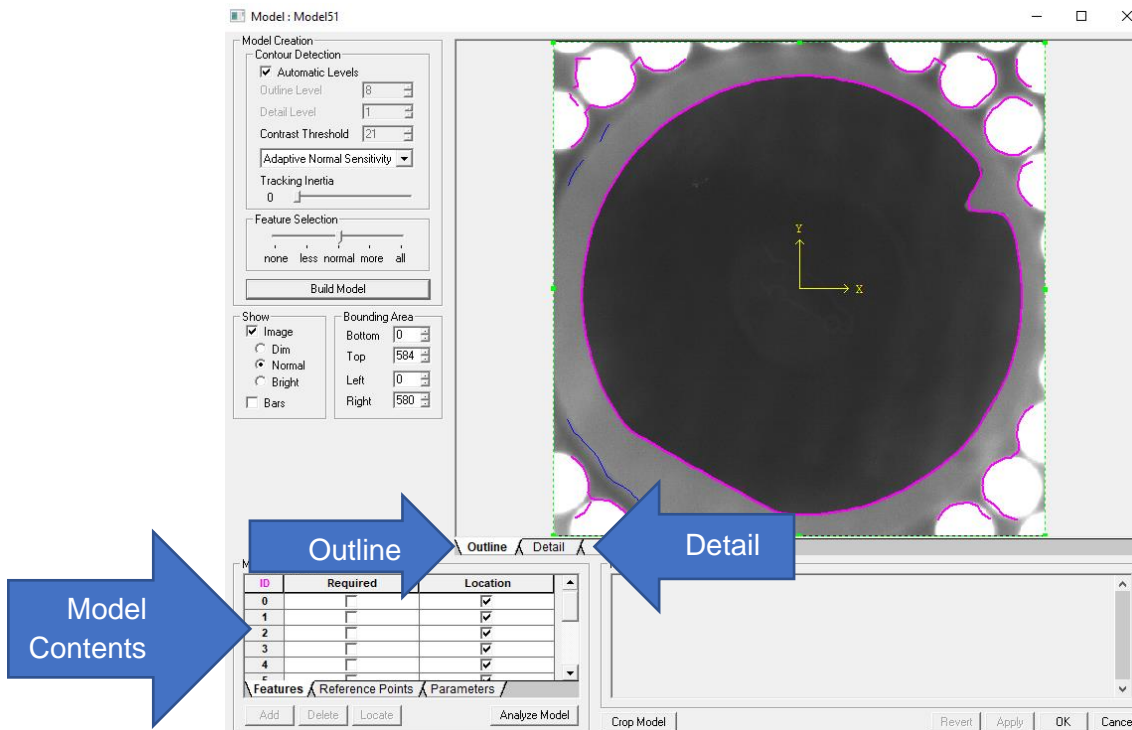 Model : Model51
Model Creation
Contour Detection
Automatic Levels
Outline Level 8
Detail Level 1
Contrast Threshold 21
Adaptive Normal Sensitivity
Tracking Inertia
0
Feature Selection
none less normal more all
Build Model
Show
Image
Dim
Normal
Bright
Bars
Bounding Area
Bottom 0
Top 584
Left 0
Right 580
Y
X
Outline
Detail
Outline Detail
Model
Contents
ID Required Location
0
1
2
3
4
Features Reference Points Parameters
Add Delete Locate Analyze Model
Crop Model Revert Apply OK Cance